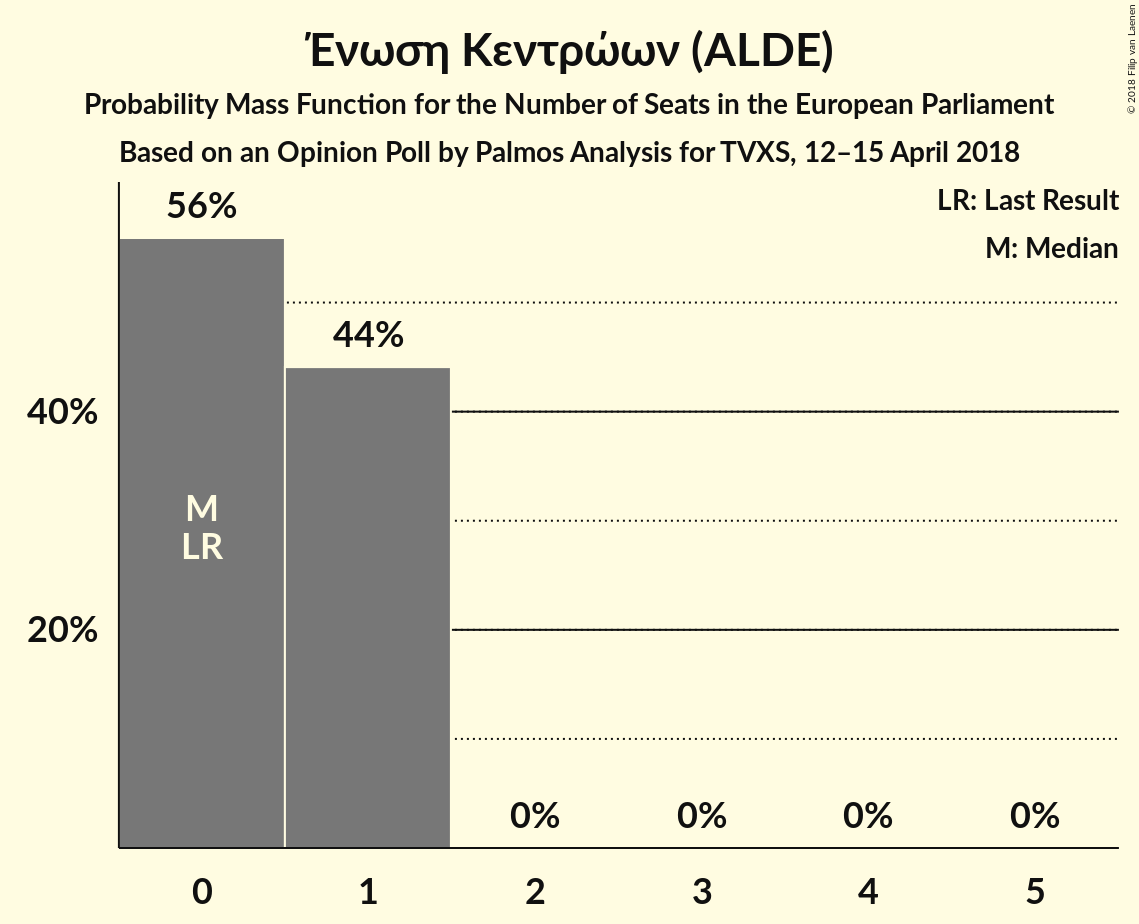 Ένωση Κεντρώων (ALDE)
Probability Mass Function for the Number of Seats in the European Parliament
Based on an Opinion Poll by Palmos Analysis for TVXS, 12–15 April 2018
© 2018 Filip van Laenen
LR: Last Result
M: Median
56%
44%
40%
M
LR
20%
0% 0% 0% 0%
0 1 2 3 4 5